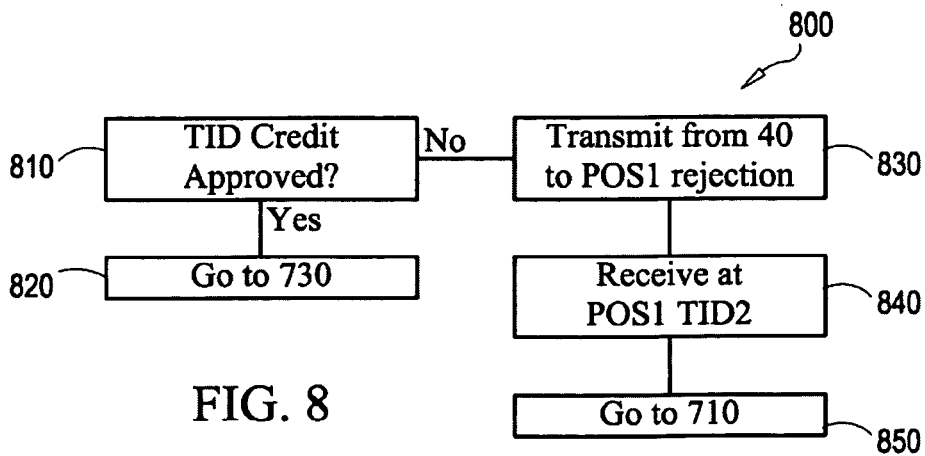 800
TID Credit
Approved?
810
No
Transmit from 40
to POS1 rejection
830
Yes
820
Go to 730
Receive at
POS1 TID2
840
FIG. 8
Go to 710
850